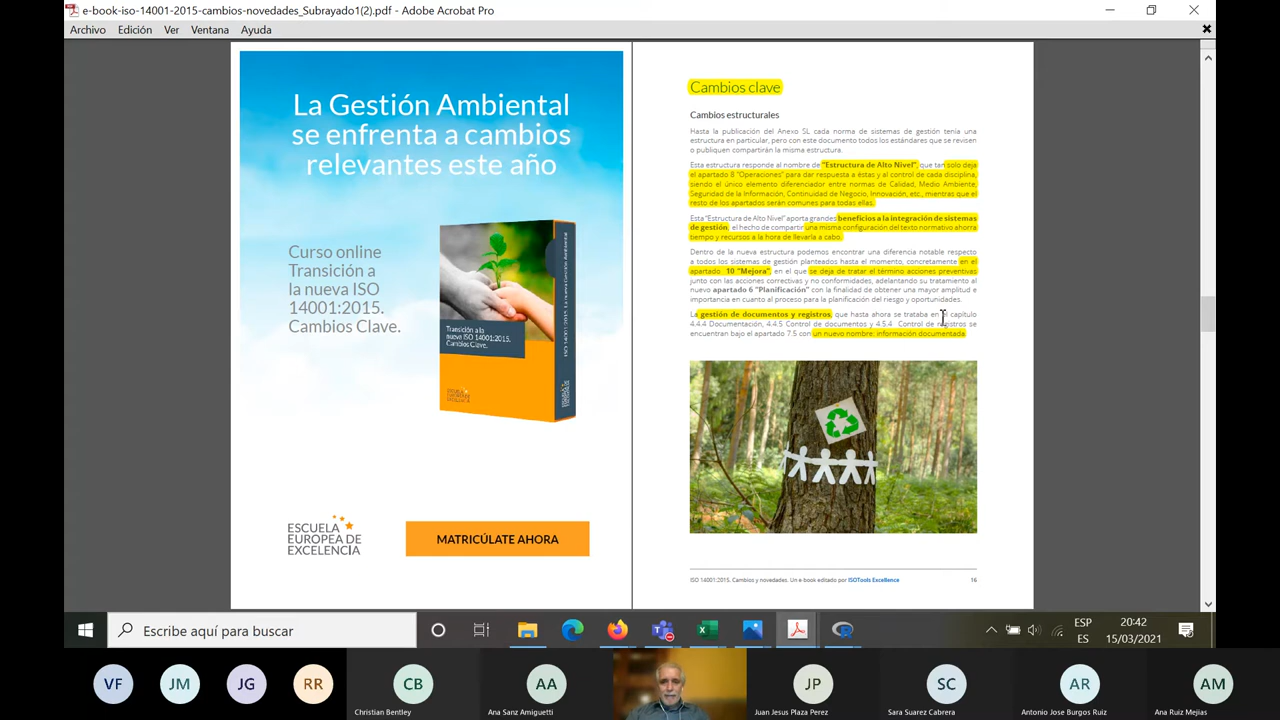 e-book-iso-14001-2015-cambios-novedades_Subrayado1(2).pdf - Adobe Acrobat Pro
Archivo Edición Ver Ventana Ayuda
La Gestión Ambiental
se enfrenta a cambios
relevantes este año
Curso online
Transición a
la nueva ISO
14001:2015.
Cambios Clave.
Transición a la
nueva ISO 14001:2015.
Cambios Clave.
ESCUELA
EUROPEA DE
EXCELENCIA
MATRICÚLATE AHORA
Cambios clave
Cambios estructurales
Hasta la publicación del Anexo SL cada norma de sistemas de gestión tenía una
estructura en particular, pero con este documento todos los estándares que se revisen
o publiquen compartirán la misma estructura.
Esta estructura responde al nombre de "Estructura de Alto Nivel", que tan solo deja
el apartado 8 "Operaciones" para dar respuesta a éstas y al control de cada disciplina,
siendo el único elemento diferenciador entre normas de Calidad, Medio Ambiente,
Seguridad de la Información, Continuidad de Negocio, Innovación, etc., mientras que el
resto de los apartados serán comunes para todas ellas.
Esta "Estructura de Alto Nivel" aporta grandes beneficios a la integración de sistemas
de gestión, el hecho de compartir una misma configuración del texto normativo ahorra
tiempo y recursos a la hora de llevarla a cabo.
Dentro de la nueva estructura podemos encontrar una diferencia notable respecto
a todos los sistemas de gestión planteados hasta el momento, concretamente en el
apartado 10 "Mejora", en el que se deja de tratar el término acciones preventivas
junto con las acciones correctivas y no conformidades, adelantando su tratamiento al
nuevo apartado 6 "Planificación" con la finalidad de obtener una mayor amplitud e
importancia en cuanto al proceso para la planificación del riesgo y oportunidades.
La gestión de documentos y registros, que hasta ahora se trataba en el capítulo
4.4.4 Documentación, 4.4.5 Control de documentos y 4.5.4 Control de registros se
encuentran bajo el apartado 7.5 con un nuevo nombre: información documentada.
ISO 14001:2015. Cambios y novedades. Un e-book editado por ISOTools Excellence 16
Escribe aquí para buscar
ESP
ES
20:42
15/03/2021
VF JM JG RR CB AA JP SC AR AM
Christian Bentley Ana Sanz Amiguetti Juan Jesus Plaza Perez Sara Suarez Cabrera Antonio Jose Burgos Ruiz Ana Ruiz Mejias